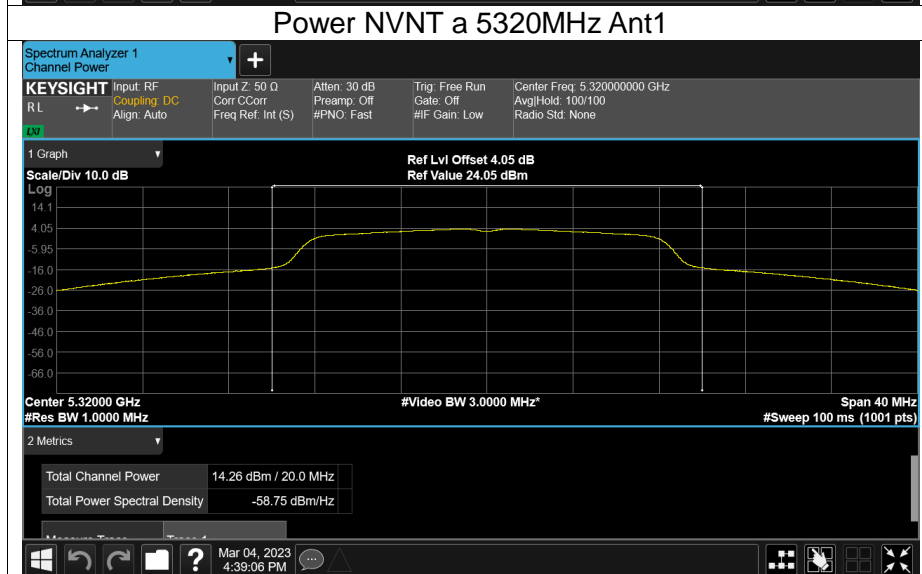 Power NVNT a 5320MHz Ant1
Spectrum Analyzer 1
Channel Power
+
KEYSIGHT
R L
LXI
Input: RF
Coupling: DC
Align: Auto
Input Z: 50 Ω
Corr CCorr
Freq Ref: Int (S)
Atten: 30 dB
Preamp: Off
#PNO: Fast
Trig: Free Run
Gate: Off
#IF Gain: Low
Center Freq: 5.320000000 GHz
Avg|Hold: 100/100
Radio Std: None
1 Graph
Scale/Div 10.0 dB
Ref Lvl Offset 4.05 dB
Ref Value 24.05 dBm
Log
14.1
4.05
-5.95
-16.0
-26.0
-36.0
-46.0
-56.0
-66.0
Center 5.32000 GHz
#Res BW 1.0000 MHz
#Video BW 3.0000 MHz*
Span 40 MHz
#Sweep 100 ms (1001 pts)
2 Metrics
Total Channel Power 14.26 dBm / 20.0 MHz
Total Power Spectral Density -58.75 dBm/Hz
?
Mar 04, 2023
4:39:06 PM